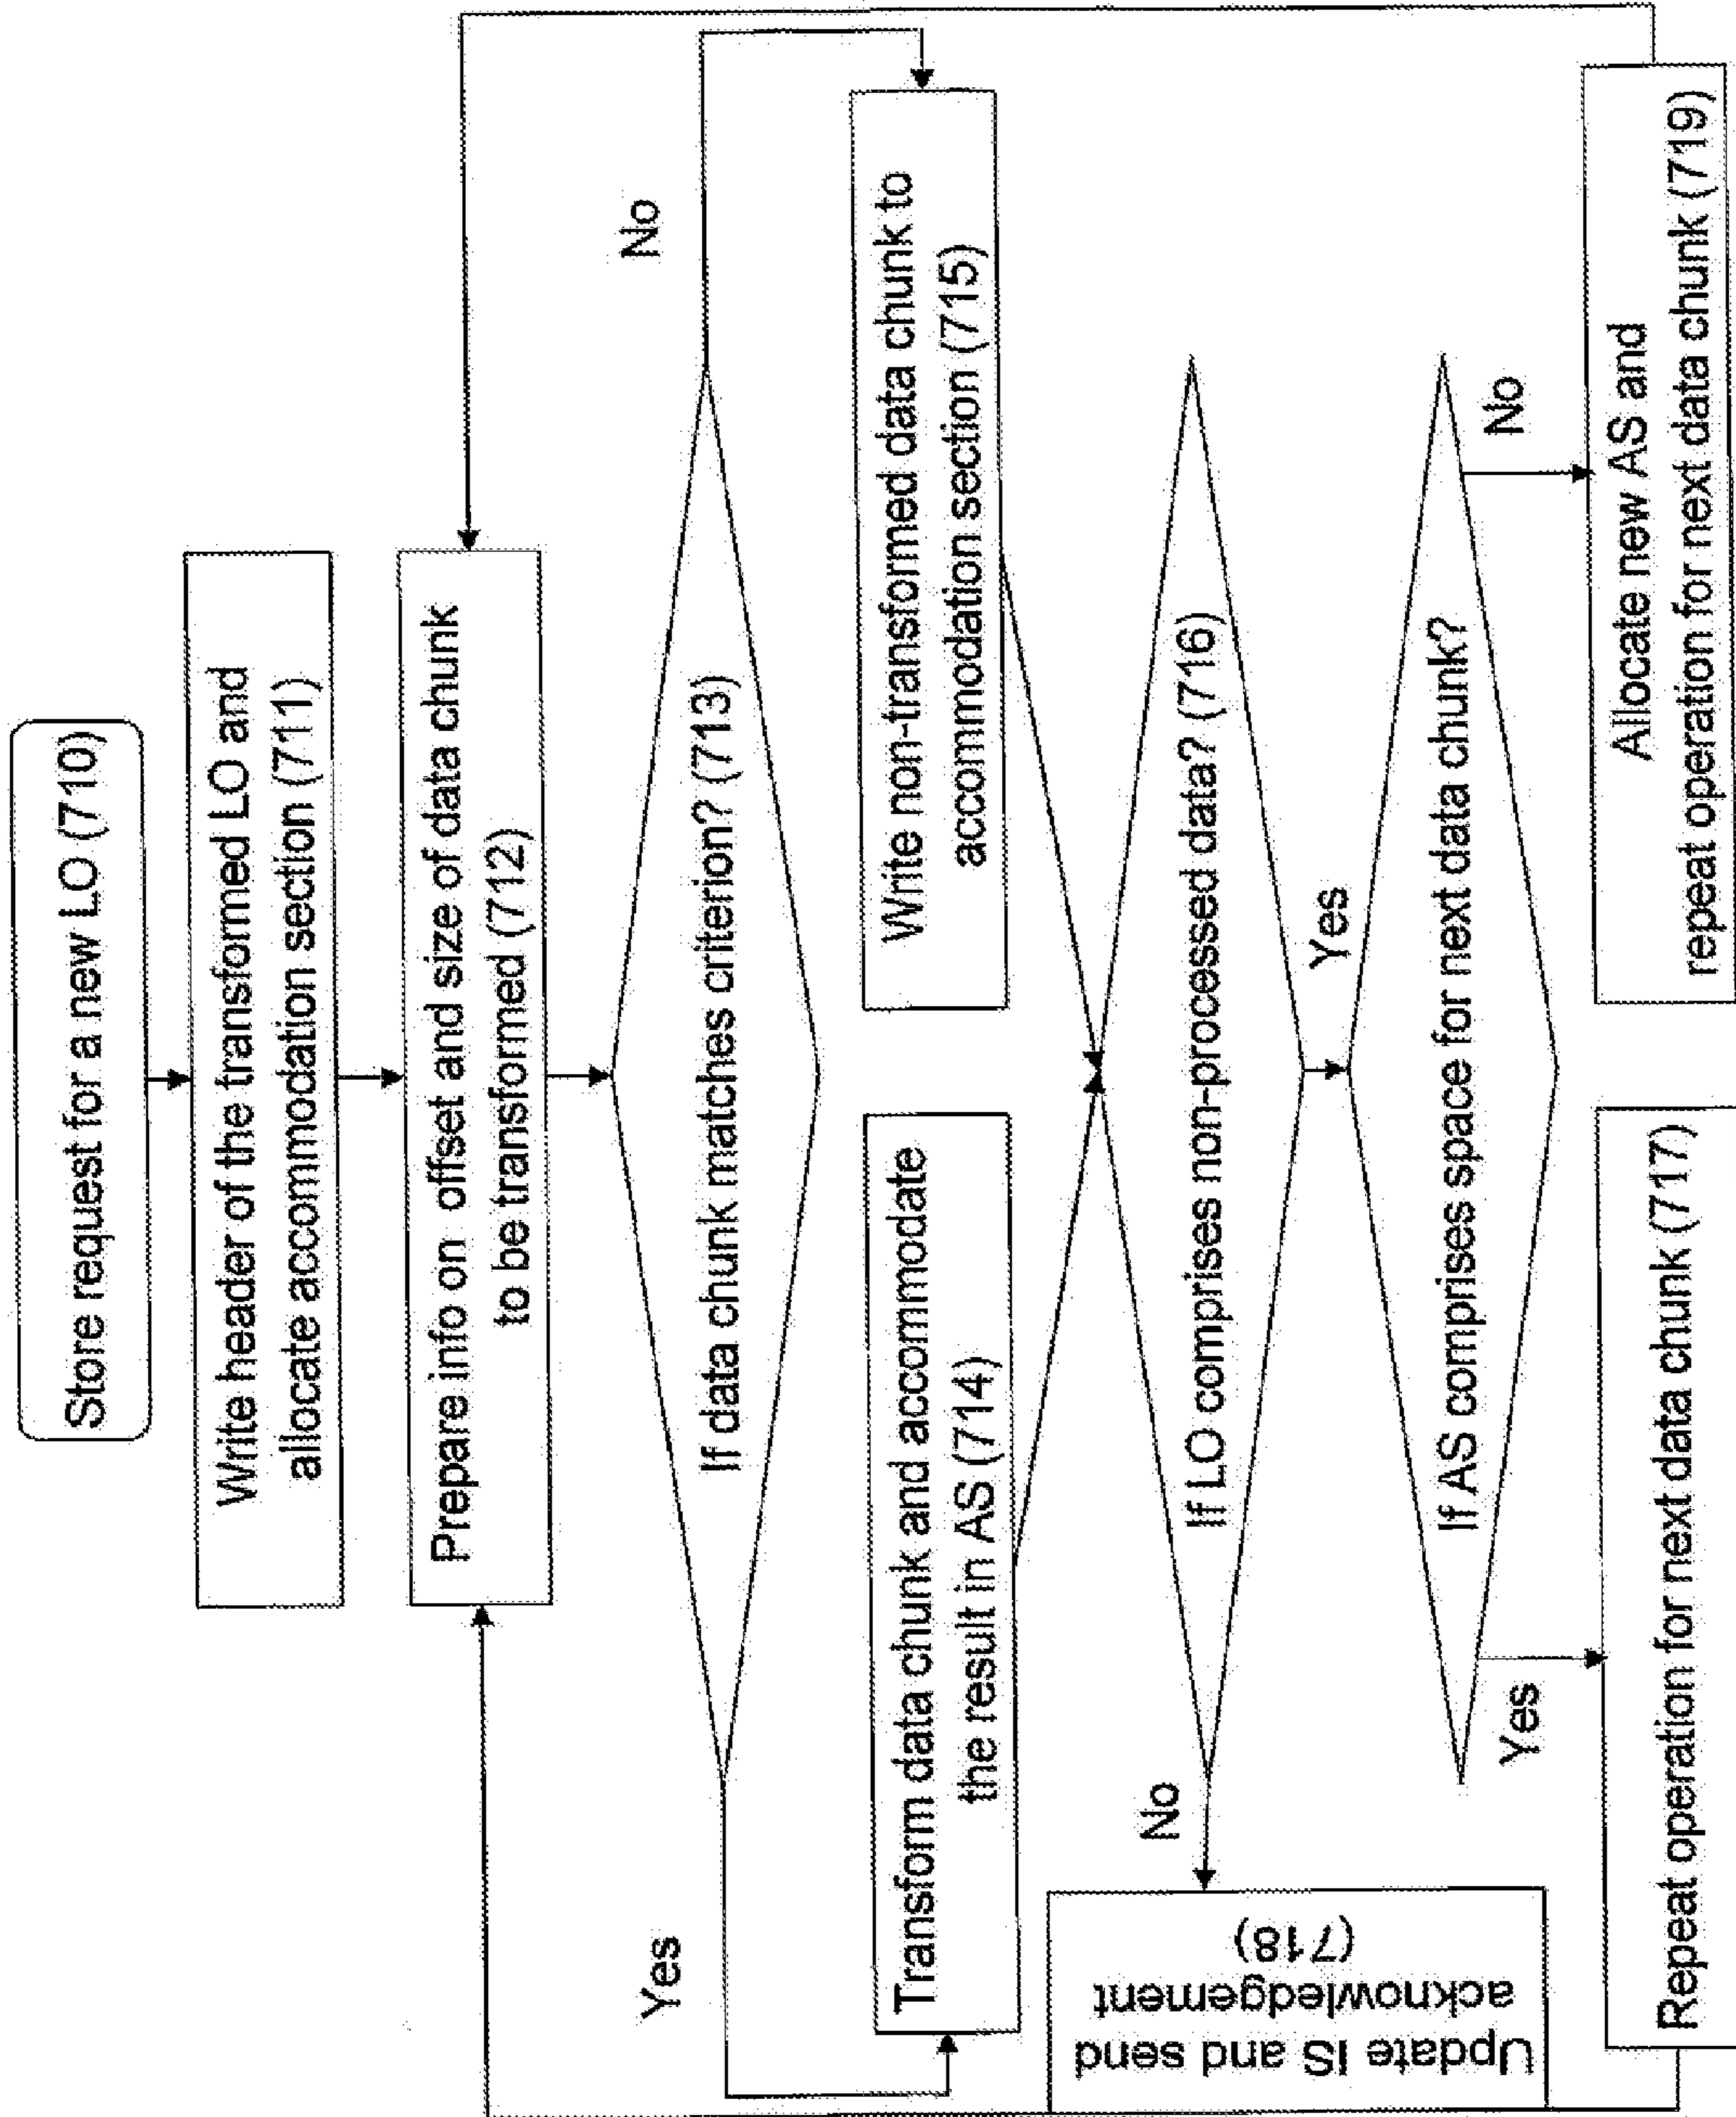 Store request for a new LO (710)
Write header of the transformed LO and
allocate accommodation section (711)
Prepare info on offset and size of data chunk
to be transformed (712)
If data chunk matches criterion? (713)
Yes
No
Transform data chunk and accommodate
the result in AS (714)
Write non-transformed data chunk to
accommodation section (715)
If LO comprises non-processed data? (716)
No
Yes
Update IS and send
acknowledgement
(718)
If AS comprises space for next data chunk?
Yes
No
Repeat operation for next data chunk (717)
Allocate new AS and
repeat operation for next data chunk (719)